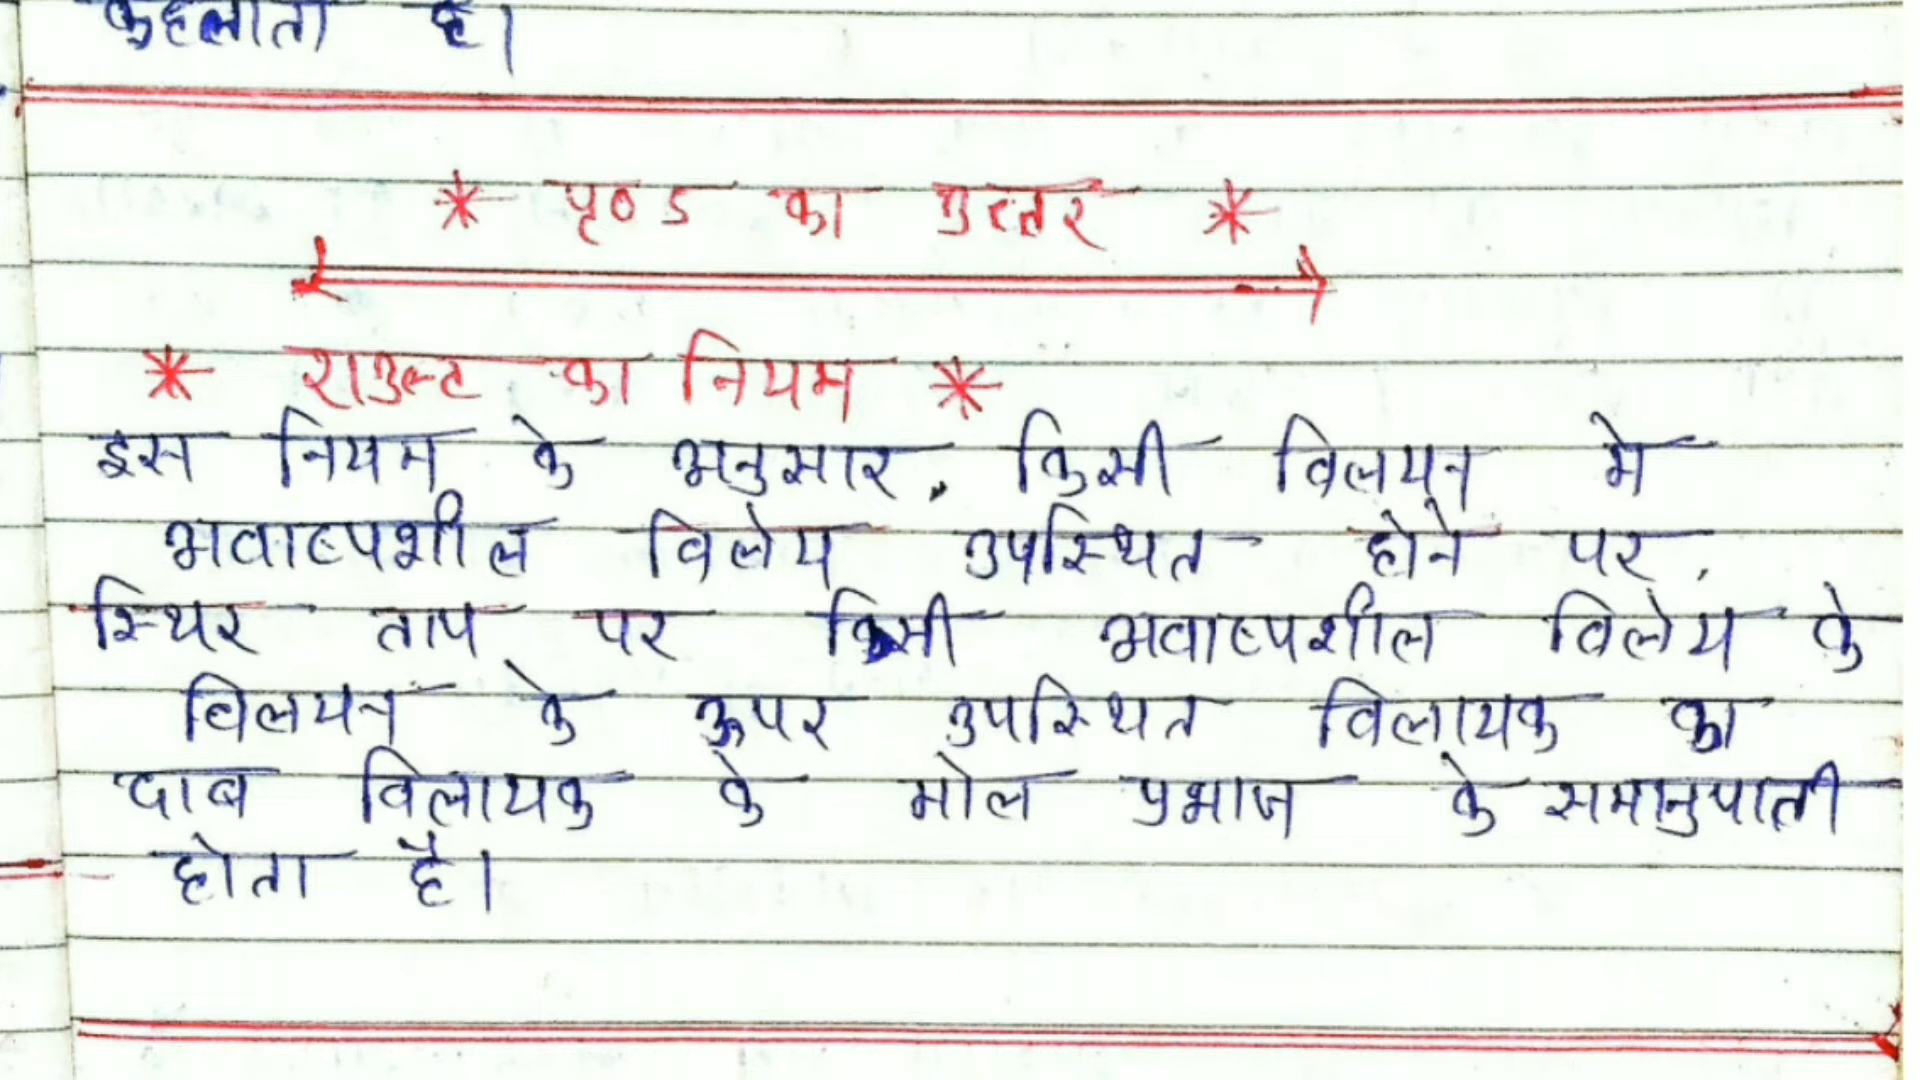 कहलाता है।
* पृ० 5 का उत्तर *
* राउल्ट का नियम *
इस नियम के अनुसार, किसी विलयन मे
अवाष्पशील विलेय उपस्थित होने पर,
स्थिर ताप पर किसी अवाष्पशील विलेय के
विलयन के ऊपर उपस्थित विलायक का
दाब विलायक के मोल प्रभाज के समानुपाती
होता है।